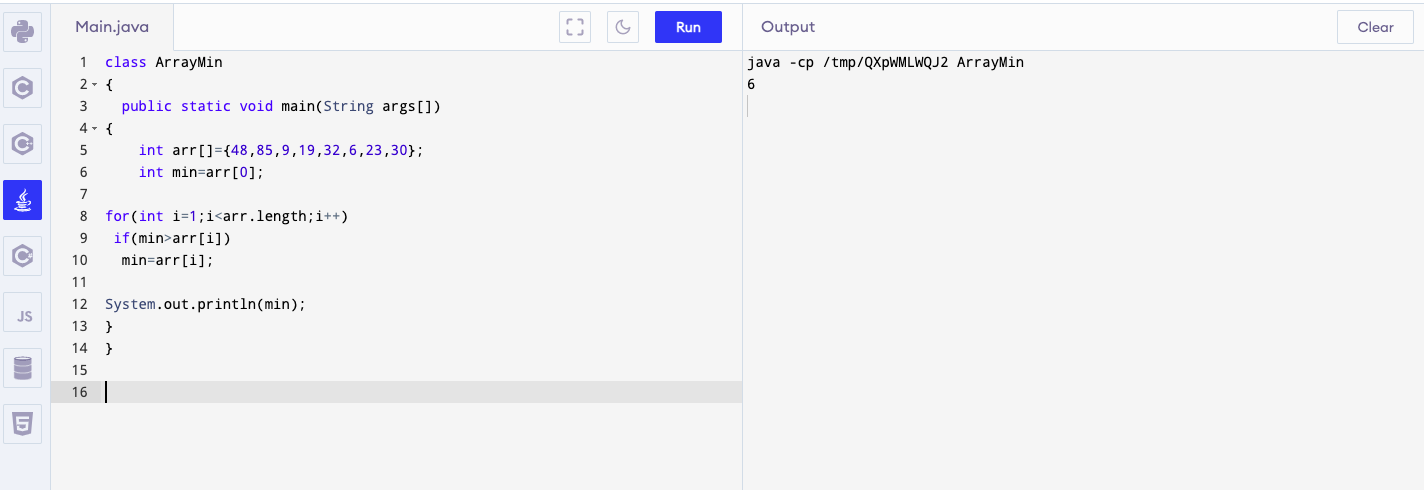 Main.java
Run
Output
Clear
JS
1 class ArrayMin
2 {
3   public static void main(String args[])
4 {
5     int arr[]={48,85,9,19,32,6,23,30};
6     int min=arr[0];
7
8 for(int i=1;i<arr.length;i++)
9  if(min>arr[i])
10   min=arr[i];
11
12 System.out.println(min);
13 }
14 }
15
16
java -cp /tmp/QXpWMLWQJ2 ArrayMin
6